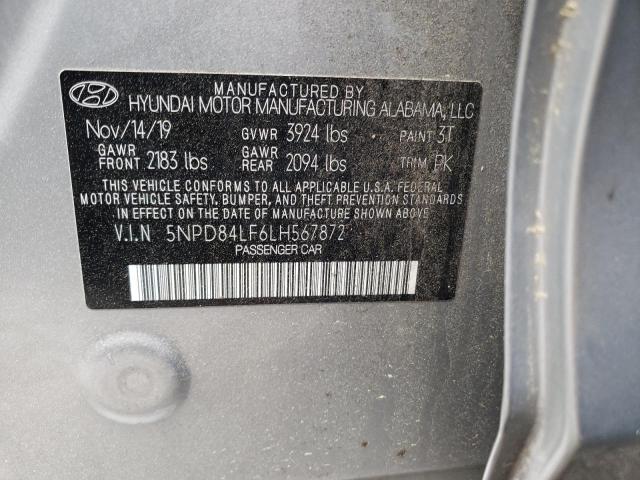 MANUFACTURED BY
HYUNDAI MOTOR MANUFACTURING ALABAMA, LLC
Nov/14/19 GVWR 3924 lbs PAINT 3T
GAWR FRONT 2183 lbs GAWR REAR 2094 lbs TRIM PK
THIS VEHICLE CONFORMS TO ALL APPLICABLE U.S.A. FEDERAL
MOTOR VEHICLE SAFETY, BUMPER, AND THEFT PREVENTION STANDARDS
IN EFFECT ON THE DATE OF MANUFACTURE SHOWN ABOVE.
V.I.N 5NPD84LF6LH567872
PASSENGER CAR